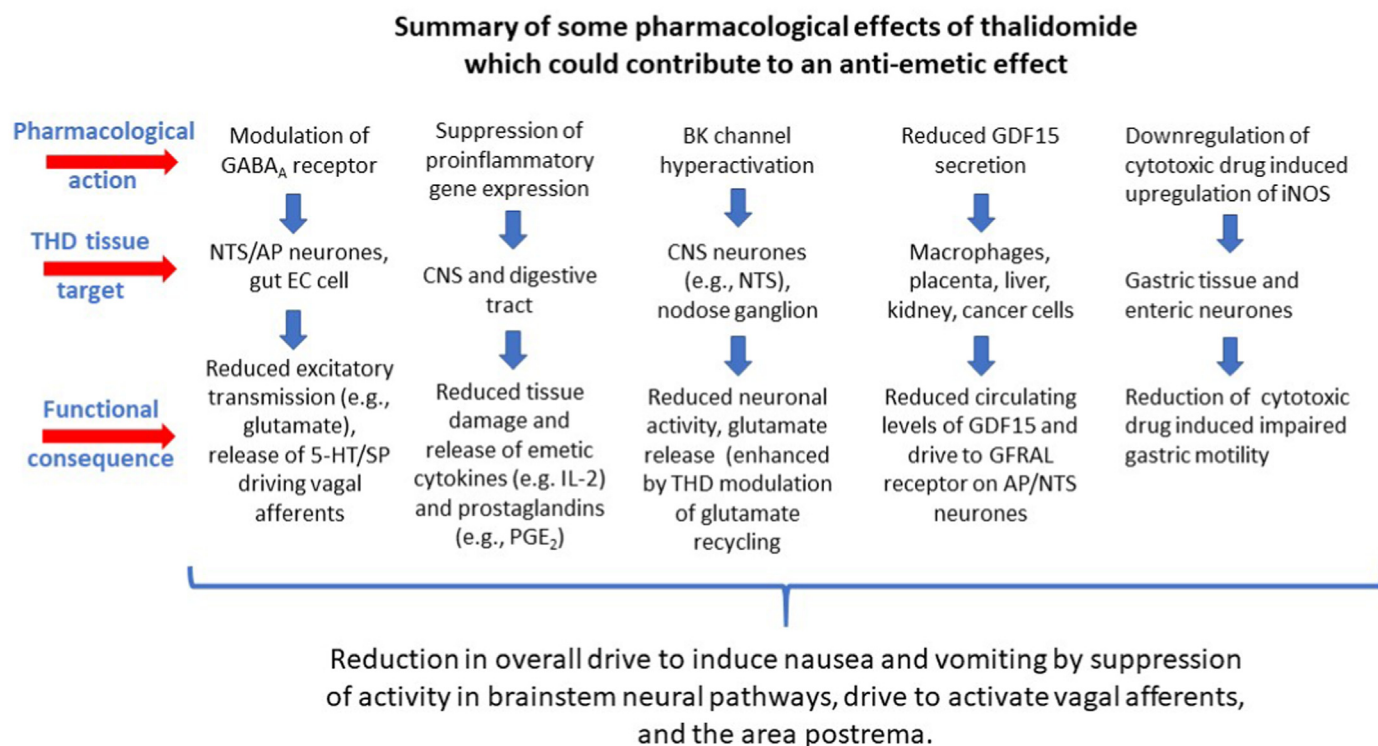 Summary of some pharmacological effects of thalidomide
which could contribute to an anti-emetic effect
Pharmacological
action
Modulation of
GABAA receptor
Suppression of
proinflammatory
gene expression
BK channel
hyperactivation
Reduced GDF15
secretion
Downregulation of
cytotoxic drug induced
upregulation of iNOS
THD tissue
target
NTS/AP neurones,
gut EC cell
CNS and digestive
tract
CNS neurones
(e.g., NTS),
nodose ganglion
Macrophages,
placenta, liver,
kidney, cancer cells
Gastric tissue and
enteric neurones
Functional
consequence
Reduced excitatory
transmission (e.g.,
glutamate),
release of 5-HT/SP
driving vagal
afferents
Reduced tissue
damage and
release of emetic
cytokines (e.g. IL-2)
and prostaglandins
(e.g., PGE2)
Reduced neuronal
activity, glutamate
release (enhanced
by THD modulation
of glutamate
recycling
Reduced circulating
levels of GDF15 and
drive to GFRAL
receptor on AP/NTS
neurones
Reduction of cytotoxic
drug induced impaired
gastric motility
Reduction in overall drive to induce nausea and vomiting by suppression
of activity in brainstem neural pathways, drive to activate vagal afferents,
and the area postrema.